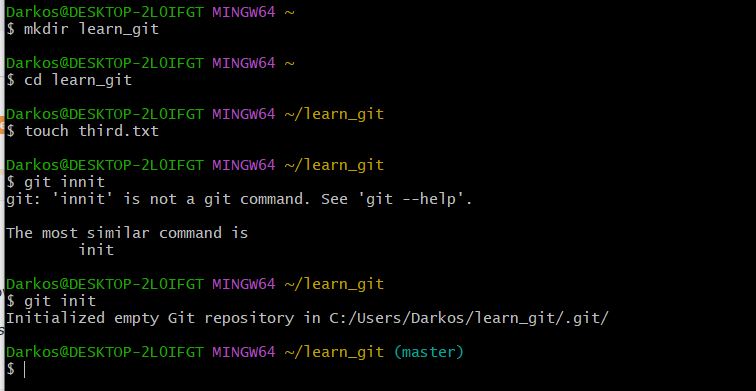 Darkos@DESKTOP-2LOIFGT MINGW64 ~
$ mkdir learn_git
Darkos@DESKTOP-2LOIFGT MINGW64 ~
$ cd learn_git
Darkos@DESKTOP-2LOIFGT MINGW64 ~/learn_git
$ touch third.txt
Darkos@DESKTOP-2LOIFGT MINGW64 ~/learn_git
$ git innit
git: 'innit' is not a git command. See 'git --help'.
The most similar command is
        init
Darkos@DESKTOP-2LOIFGT MINGW64 ~/learn_git
$ git init
Initialized empty Git repository in C:/Users/Darkos/learn_git/.git/
Darkos@DESKTOP-2LOIFGT MINGW64 ~/learn_git (master)
$